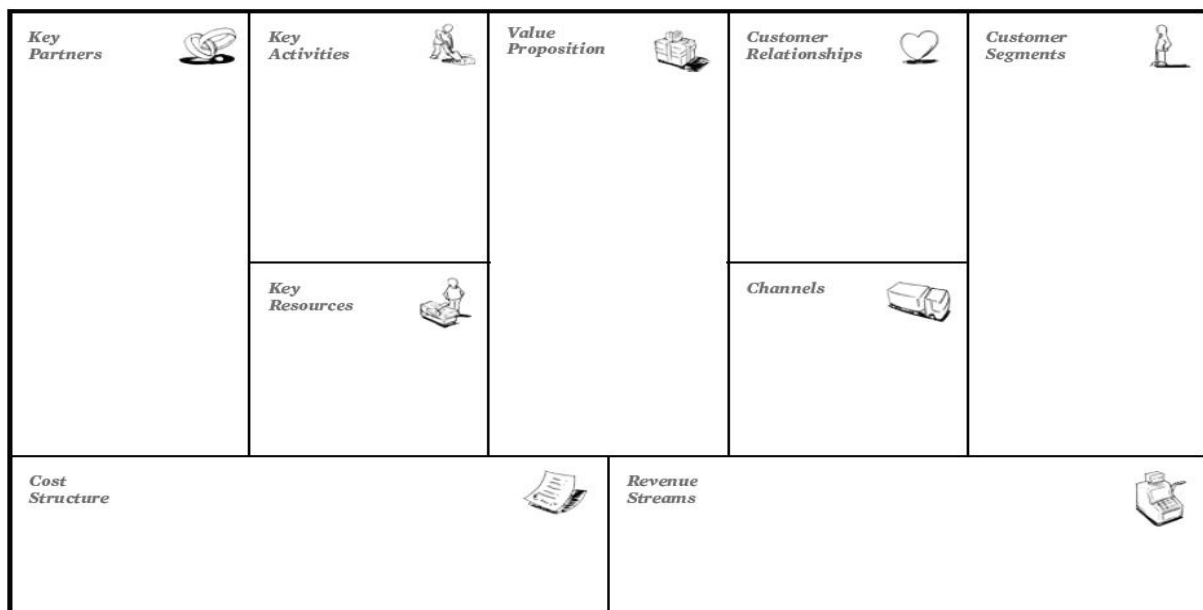 Key
Partners
Key
Activities
Value
Proposition
Customer
Relationships
Customer
Segments
Key
Resources
Channels
Cost
Structure
Revenue
Streams